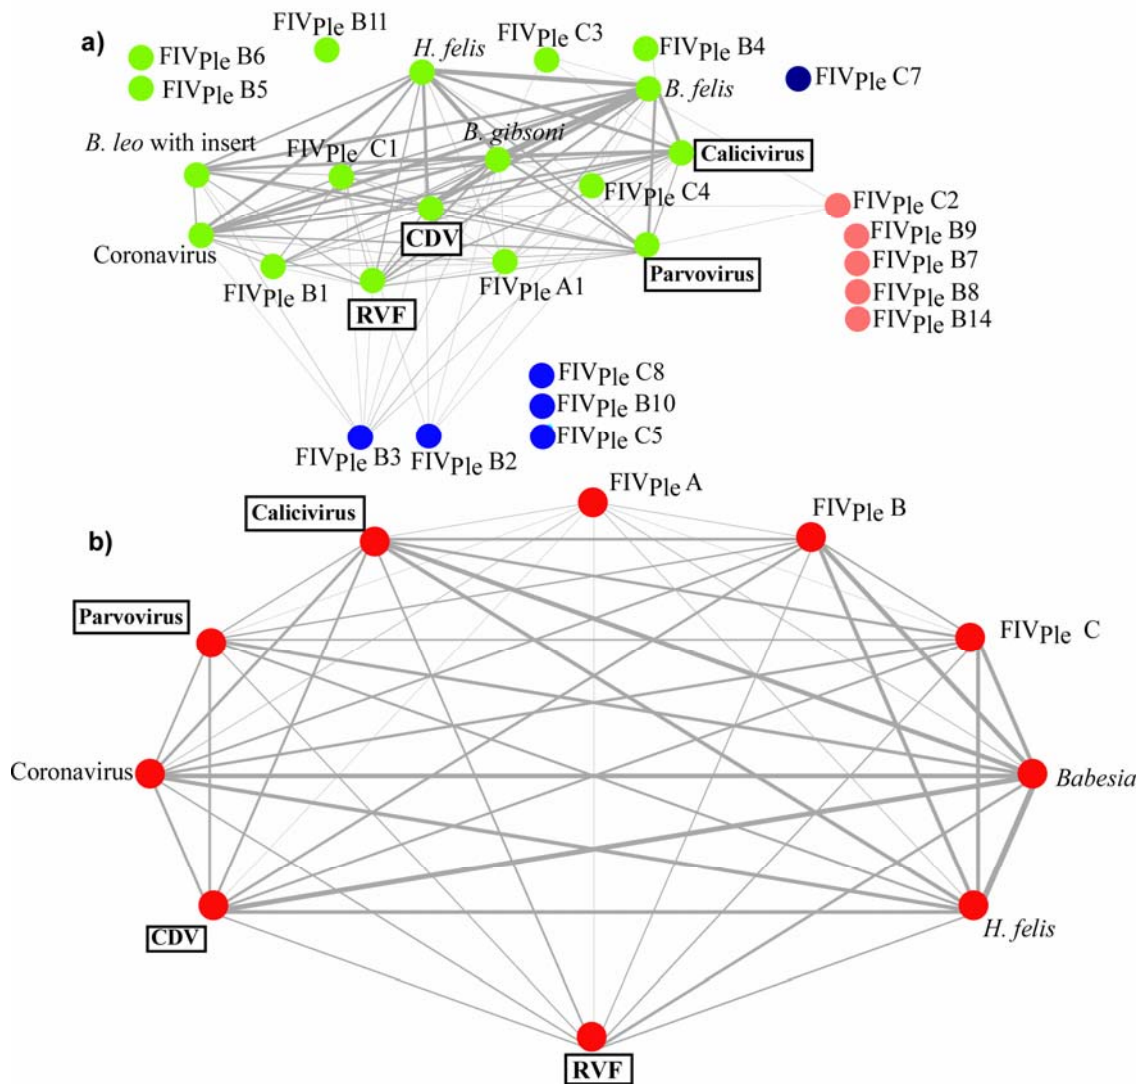 a)
FIVPle B11
FIVPle B6
FIVPle B5
H. felis
FIVPle C3
FIVPle B4
B. felis
FIVPle C7
B. leo with insert
FIVPle C1
B. gibsoni
Calicivirus
FIVPle C4
FIVPle C2
CDV
FIVPle B9
Coronavirus
Parvovirus
FIVPle B7
FIVPle B1
RVF
FIVPle A1
FIVPle B8
FIVPle B14
FIVPle C8
FIVPle B10
FIVPle C5
FIVPle B3
FIVPle B2
b)
FIVPle A
Calicivirus
FIVPle B
Parvovirus
FIVPle C
Coronavirus
Babesia
CDV
H. felis
RVF